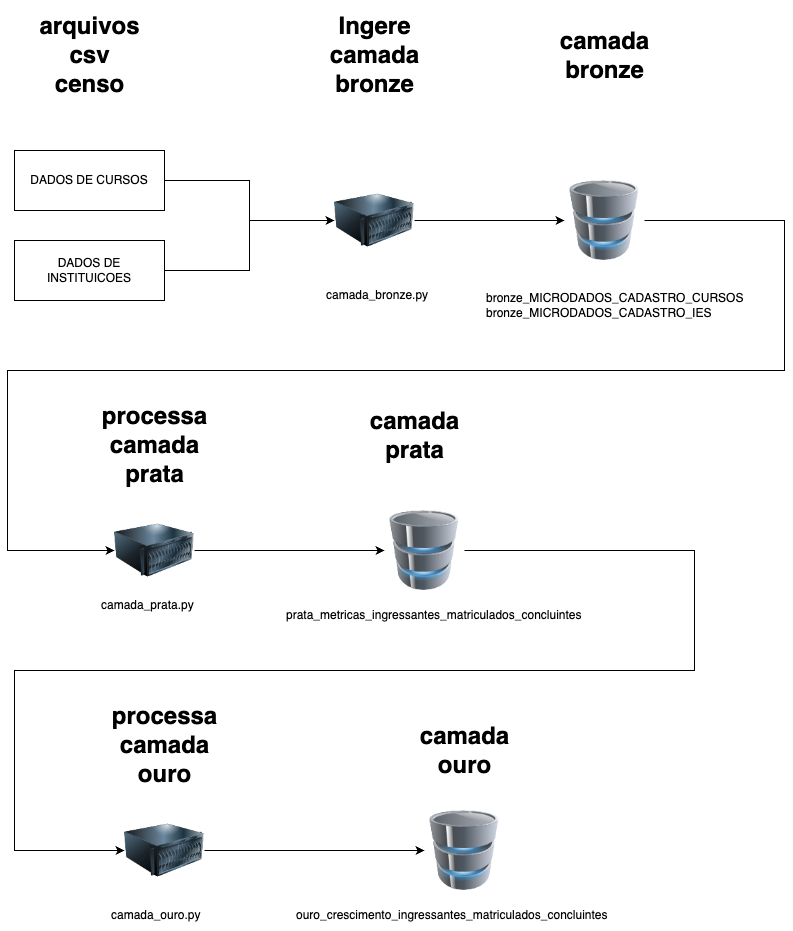 arquivos
csv
censo
Ingere
camada
bronze
camada
bronze
DADOS DE CURSOS
DADOS DE
INSTITUICOES
camada_bronze.py
bronze_MICRODADOS_CADASTRO_CURSOS
bronze_MICRODADOS_CADASTRO_IES
processa
camada
prata
camada
prata
camada_prata.py
prata_metricas_ingressantes_matriculados_concluintes
processa
camada
ouro
camada
ouro
camada_ouro.py
ouro_crescimento_ingressantes_matriculados_concluintes